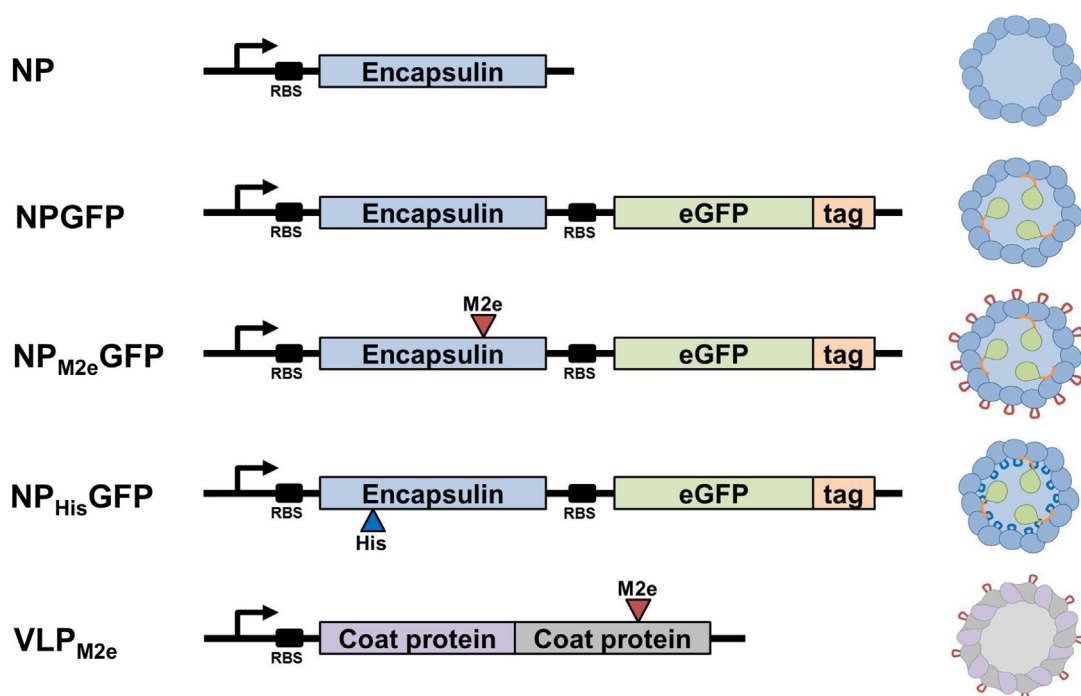 NP
Encapsulin
RBS
NPGFP
Encapsulin eGFP tag
RBS RBS
M2e
NPM2eGFP
Encapsulin eGFP tag
RBS RBS
NPHisGFP
Encapsulin eGFP tag
RBS RBS
His
M2e
VLPM2e
Coat protein Coat protein
RBS